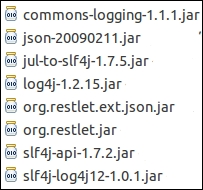 commons-logging-1.1.1.jar
json-20090211.jar
jul-to-slf4j-1.7.5.jar
log4j-1.2.15.jar
org.restlet.ext.json.jar
org.restlet.jar
slf4j-api-1.7.2.jar
slf4j-log4j12-1.0.1.jar